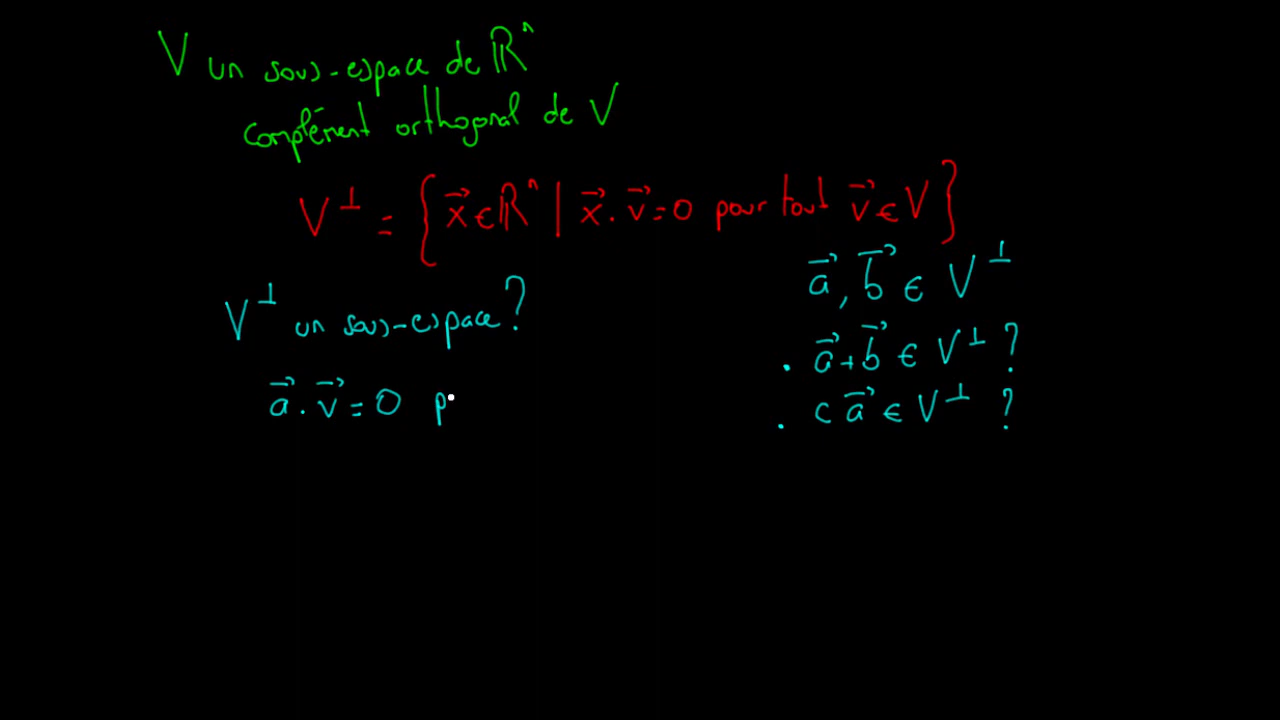 V un sous-espace de ℝⁿ
complément orthogonal de V
V^⊥ = { x⃗ ∈ ℝⁿ | x⃗ . v⃗ = 0 pour tout v⃗ ∈ V }
a⃗, b⃗ ∈ V^⊥
V^⊥ un sous-espace ?
. a⃗ + b⃗ ∈ V^⊥ ?
a⃗ . v⃗ = 0 p
. c a⃗ ∈ V^⊥ ?